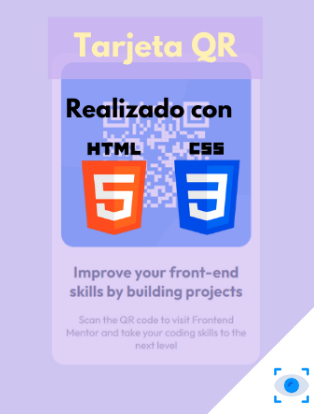 Tarjeta QR
Realizado con
HTML
CSS
5
3
Improve your front-end
skills by building projects
Scan the QR code to visit Frontend
Mentor and take your coding skills to the
next level